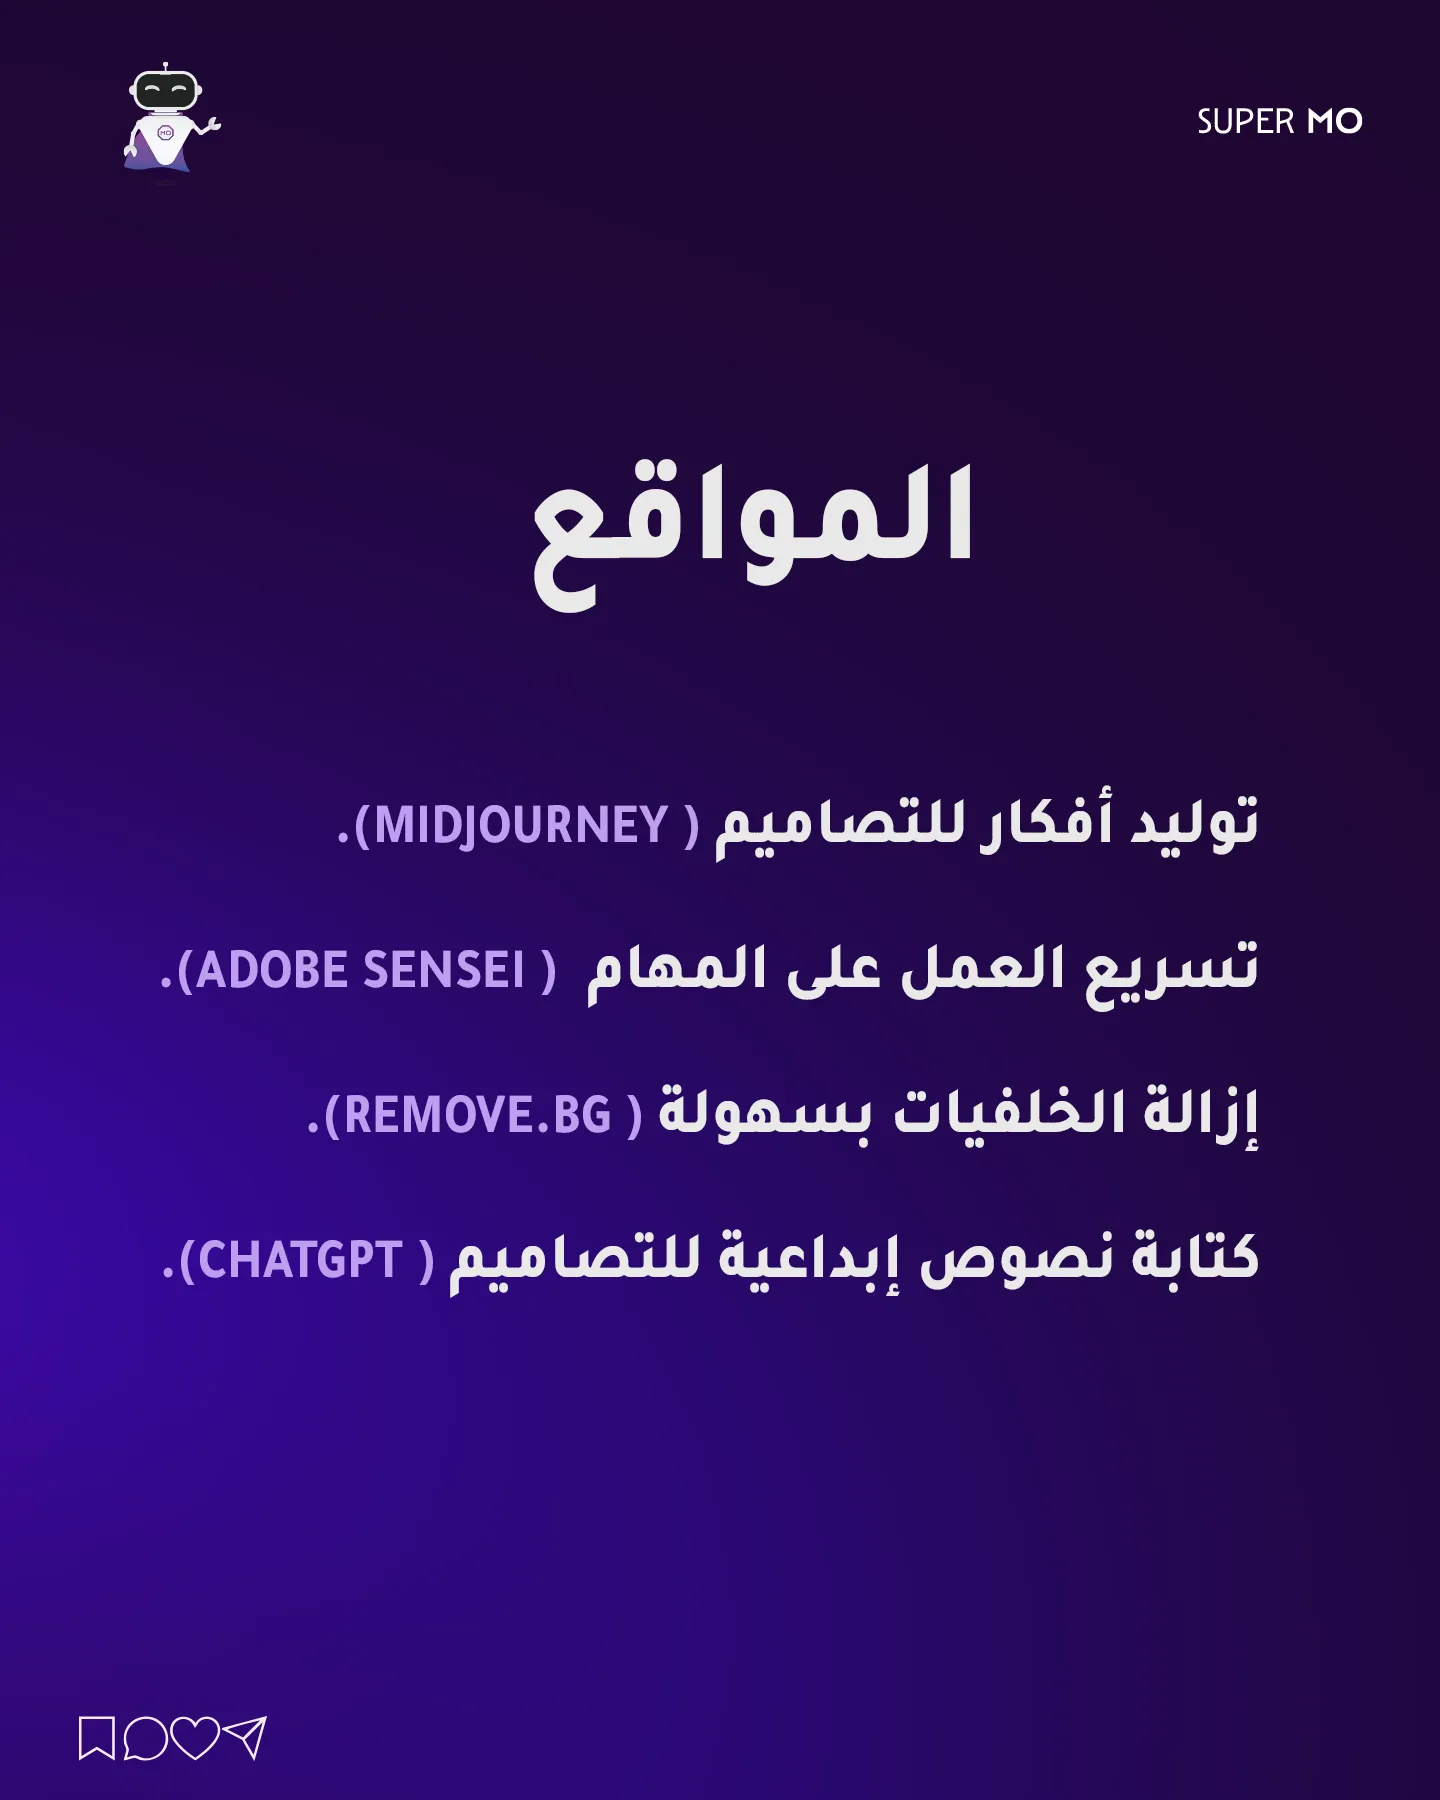 SUPER MO
المواقع
توليد أفكار للتصاميم ( MIDJOURNEY).
تسريع العمل على المهام ( ADOBE SENSEI).
إزالة الخلفيات بسهولة ( REMOVE.BG).
كتابة نصوص إبداعية للتصاميم ( CHATGPT).